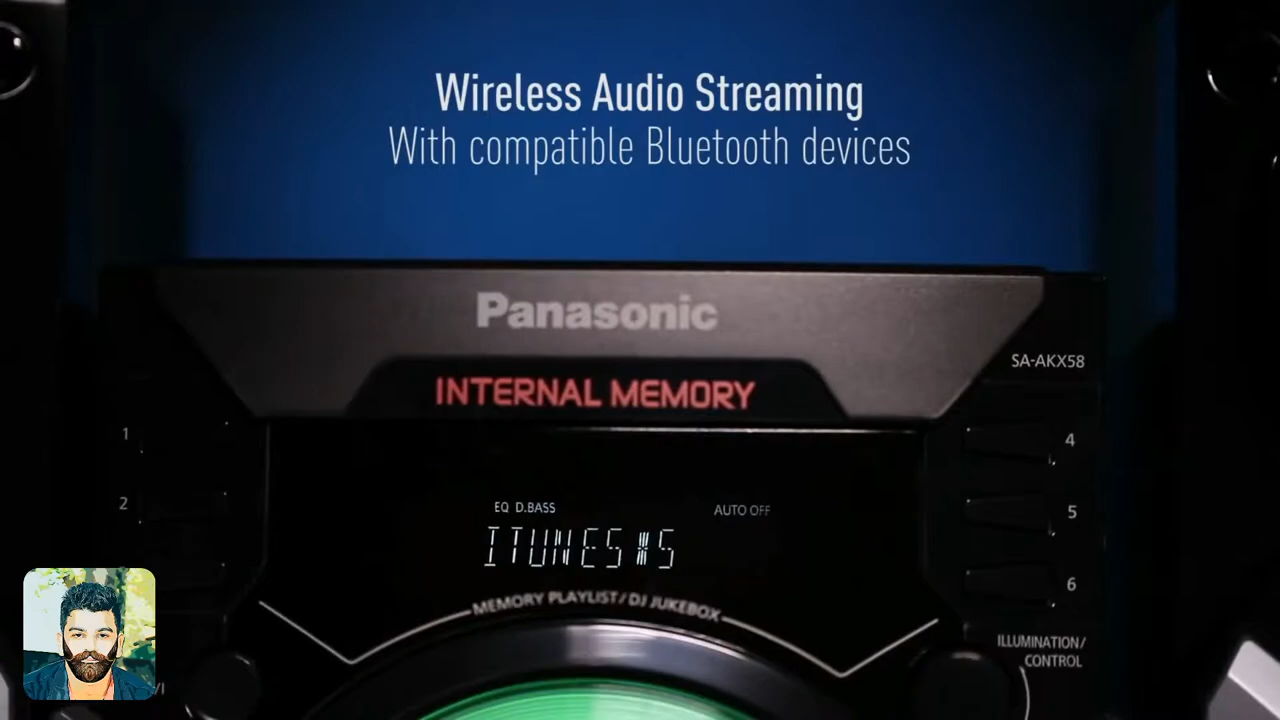 Wireless Audio Streaming
With compatible Bluetooth devices
Panasonic
SA-AKX58
INTERNAL MEMORY
1
4
2
EQ D.BASS
AUTO OFF
5
ITUNES
MEMORY PLAYLIST / DJ JUKEBOX
6
ILLUMINATION/
CONTROL